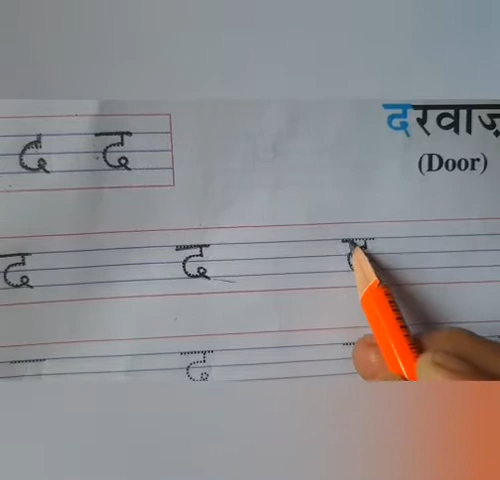 द द दरवाज़
(Door)
द द द
द